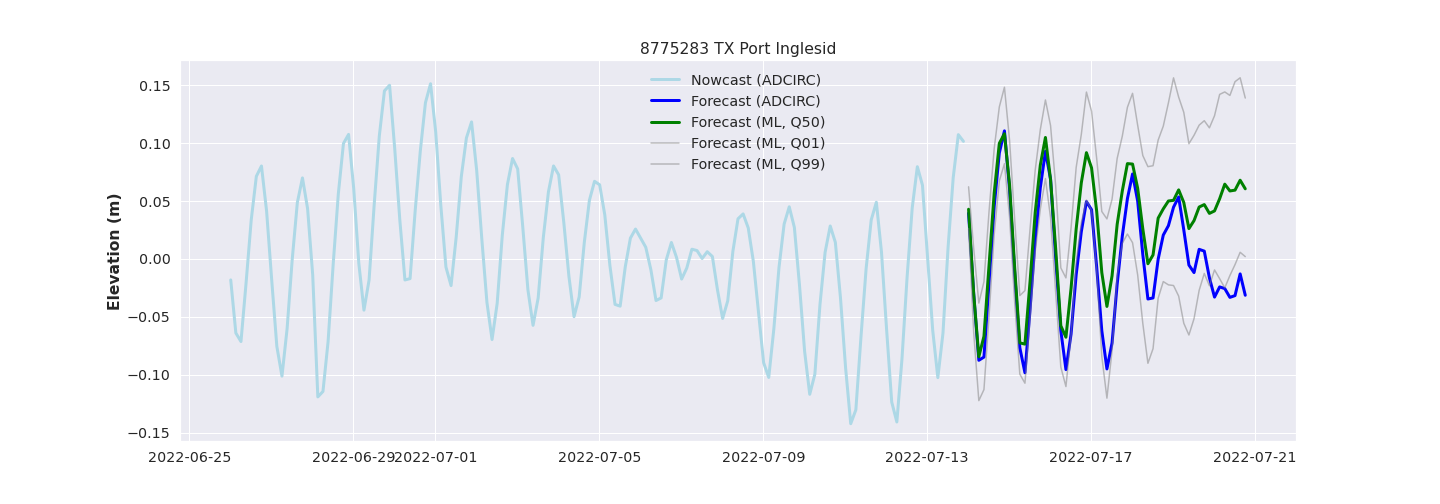 8775283 TX Port Inglesid
Nowcast (ADCIRC)
Forecast (ADCIRC)
Forecast (ML, Q50)
Forecast (ML, Q01)
Forecast (ML, Q99)
Elevation (m)
0.15
0.10
0.05
0.00
−0.05
−0.10
−0.15
2022-06-25 2022-06-29 2022-07-01 2022-07-05 2022-07-09 2022-07-13 2022-07-17 2022-07-21